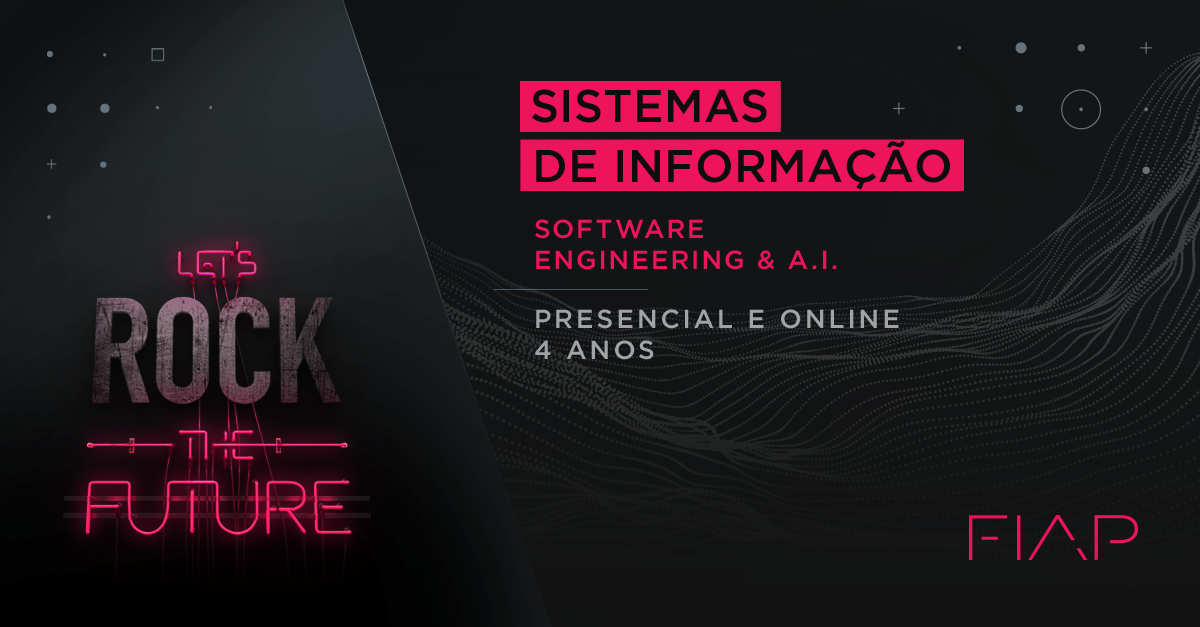 LET'S
ROCK
THE
FUTURE
SISTEMAS
DE INFORMAÇÃO
SOFTWARE
ENGINEERING & A.I.
PRESENCIAL E ONLINE
4 ANOS
FIAP